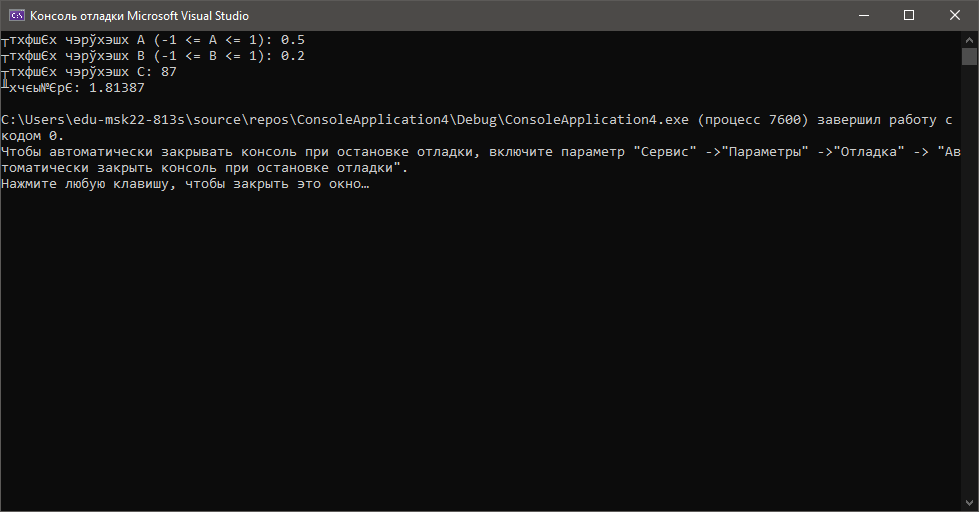 Консоль отладки Microsoft Visual Studio
┬тхфшЄх чэрўхэшх A (-1 <= A <= 1): 0.5
┬тхфшЄх чэрўхэшх B (-1 <= B <= 1): 0.2
┬тхфшЄх чэрўхэшх C: 87
╨хчєы№ЄрЄ: 1.81387
C:\Users\edu-msk22-813s\source\repos\ConsoleApplication4\Debug\ConsoleApplication4.exe (процесс 7600) завершил работу с
кодом 0.
Чтобы автоматически закрывать консоль при остановке отладки, включите параметр "Сервис" ->"Параметры" ->"Отладка" -> "Ав
томатически закрыть консоль при остановке отладки".
Нажмите любую клавишу, чтобы закрыть это окно…